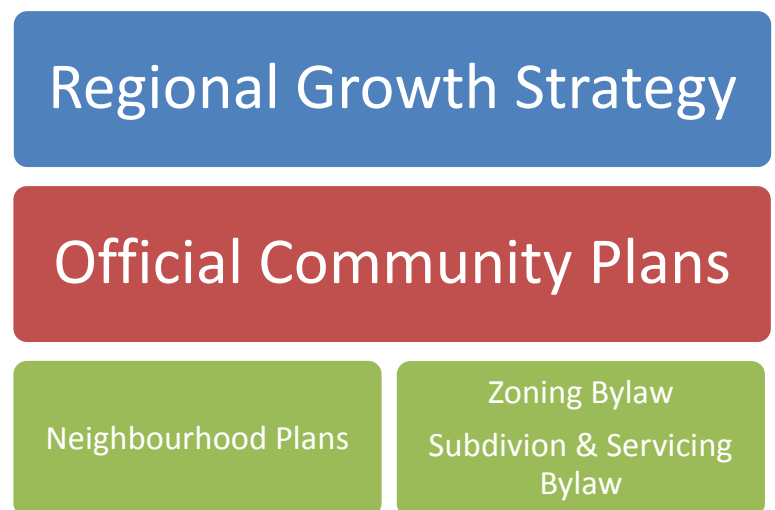 Regional Growth Strategy
Official Community Plans
Neighbourhood Plans
Zoning Bylaw
Subdivion & Servicing
Bylaw